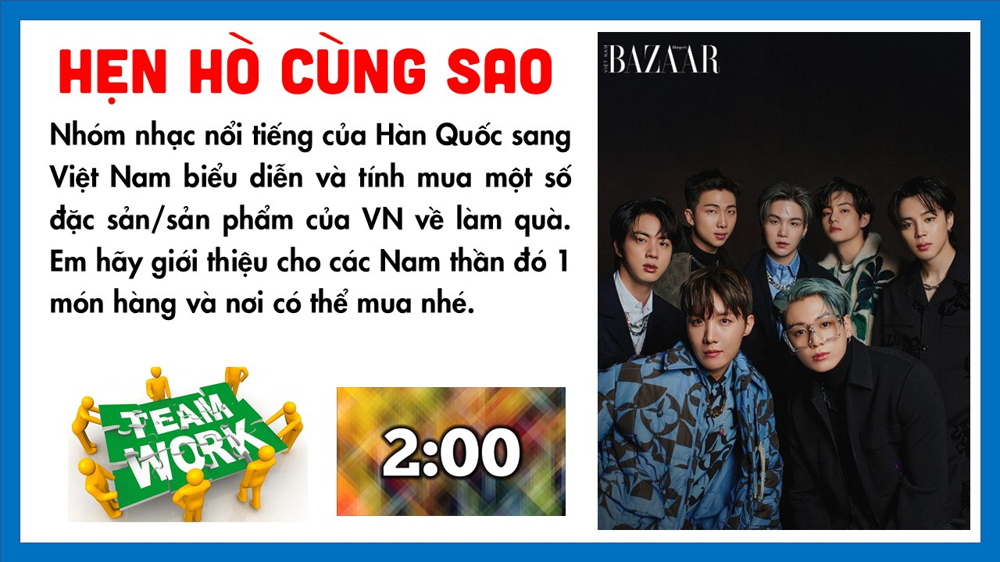 HẸN HÒ CÙNG SAO
Nhóm nhạc nổi tiếng của Hàn Quốc sang
Việt Nam biểu diễn và tính mua một số
đặc sản/sản phẩm của VN về làm quà.
Em hãy giới thiệu cho các Nam thần đó 1
món hàng và nơi có thể mua nhé.
TEAM
WORK
2:00
VIỆT NAM
Harper's
BAZAAR